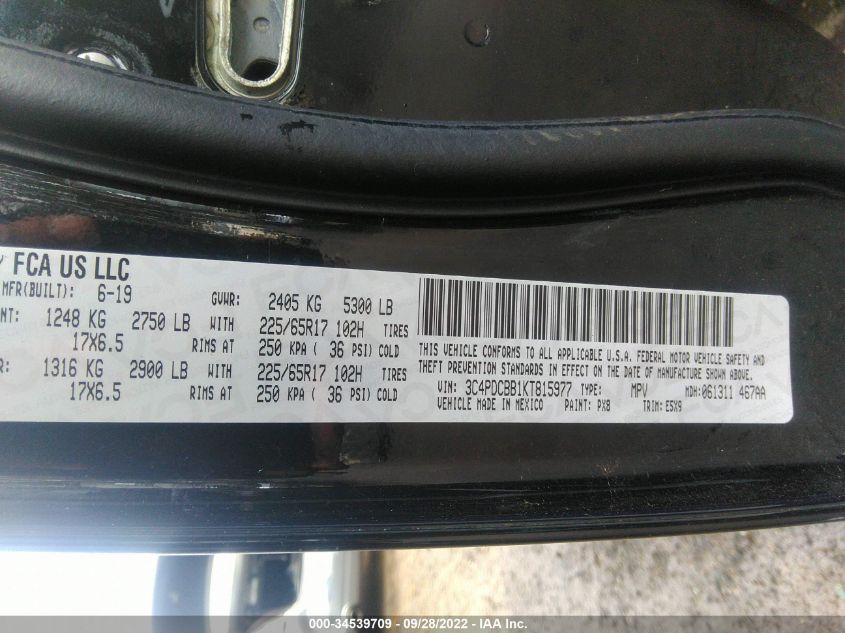 FCA US LLC
MFR(BUILT): 6-19 GVWR: 2405 KG 5300 LB
NT: 1248 KG 2750 LB WITH 225/65R17 102H TIRES
17X6.5 RIMS AT 250 KPA ( 36 PSI) COLD
R: 1316 KG 2900 LB WITH 225/65R17 102H TIRES
17X6.5 RIMS AT 250 KPA ( 36 PSI) COLD
THIS VEHICLE CONFORMS TO ALL APPLICABLE U.S.A. FEDERAL MOTOR VEHICLE SAFETY AND
THEFT PREVENTION STANDARDS IN EFFECT ON THE DATE OF MANUFACTURE SHOWN ABOVE.
VIN: 3C4PDCBB1KT815977 TYPE: MPV MDH: 061311 467AA
VEHICLE MADE IN MEXICO PAINT: PX8 TRIM: E5X9
000-34539709 - 09/28/2022 - IAA Inc.